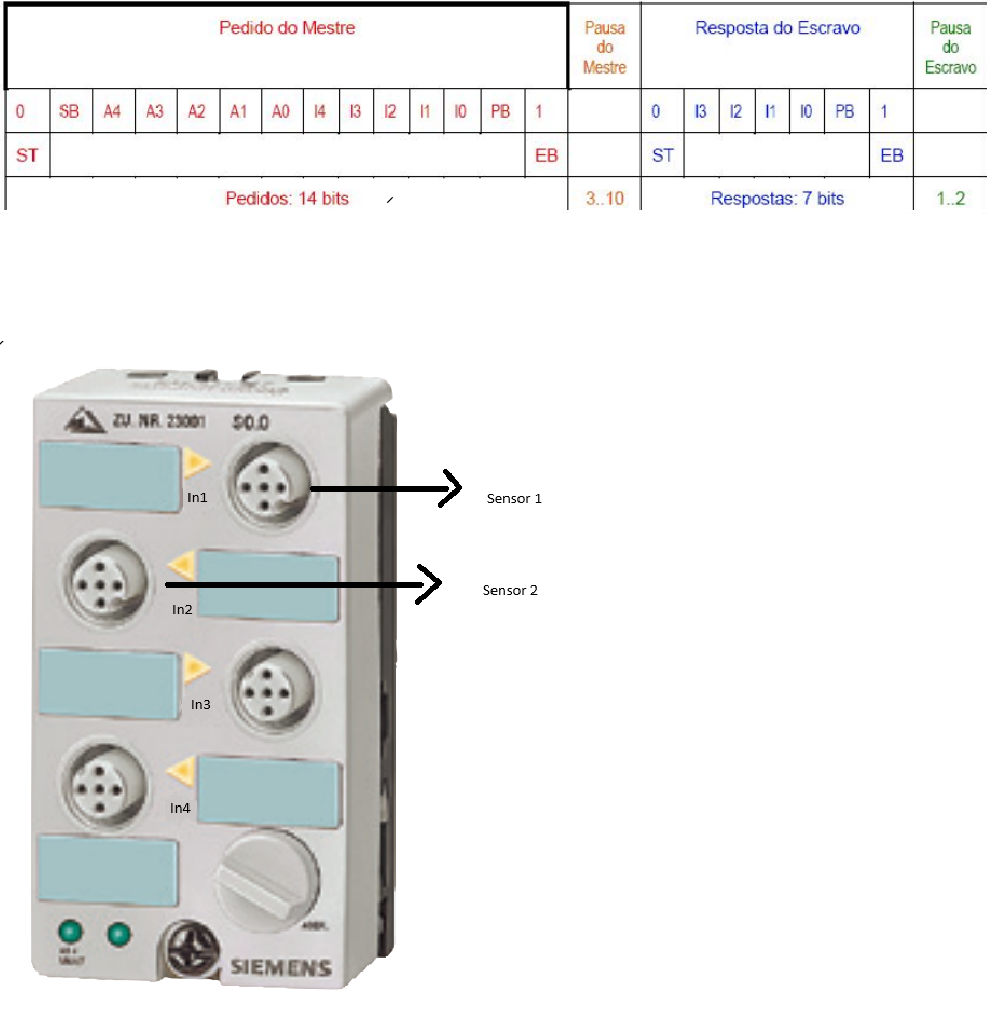 Pedido do Mestre
Pausa do Mestre
Resposta do Escravo
Pausa do Escravo
0 SB A4 A3 A2 A1 A0 I4 I3 I2 I1 I0 PB 1 0 I3 I2 I1 I0 PB 1
ST EB ST EB
Pedidos: 14 bits 3..10 Respostas: 7 bits 1..2
ZU. NR. 23001 S0.0
In1
Sensor 1
Sensor 2
In2
In3
In4
SIEMENS